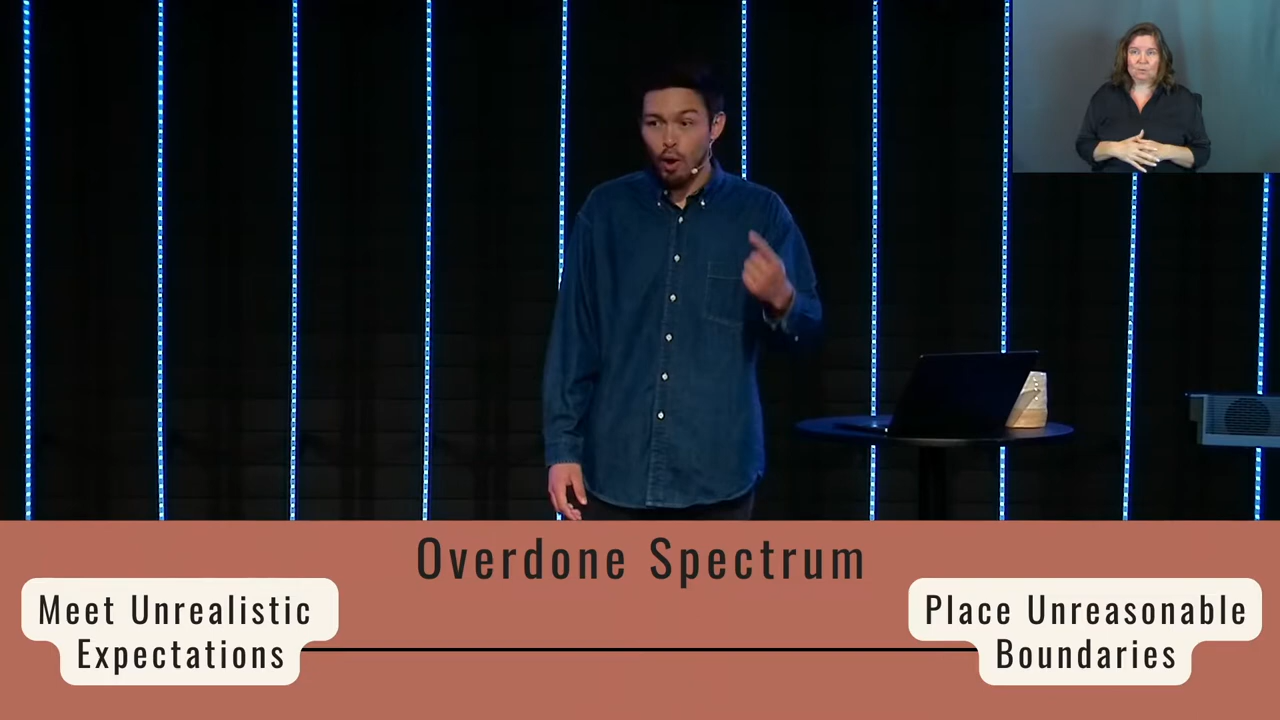 Overdone Spectrum
Meet Unrealistic
Expectations
Place Unreasonable
Boundaries